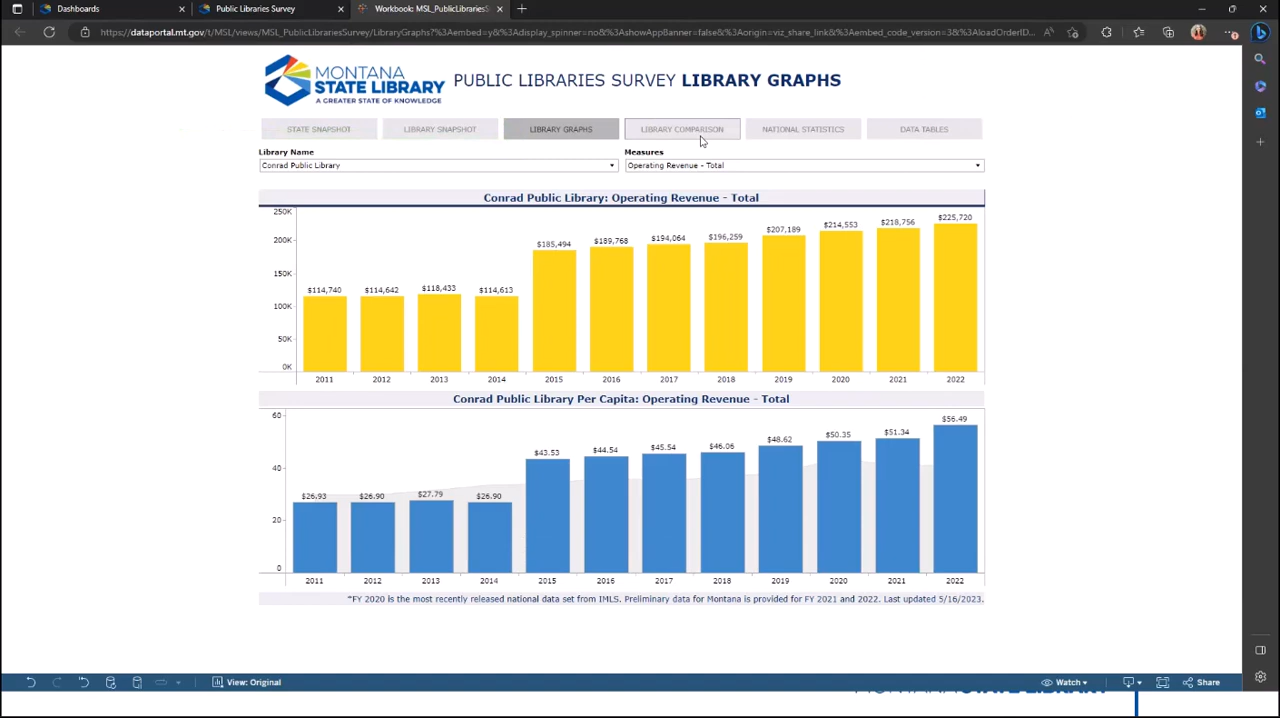 Dashboards
Public Libraries Survey
Workbook: MSL_PublicLibrariesS
https://dataportal.mt.gov/t/MSL/views/MSL_PublicLibrariesSurvey/LibraryGraphs?%3Aembed=y&%3Adisplay_spinner=no&%3AshowAppBanner=false&%3Aorigin=viz_share_link&%3Aembed_code_version=3&%3AloadOrderID...
MONTANA
STATE LIBRARY
A GREATER STATE OF KNOWLEDGE
PUBLIC LIBRARIES SURVEY LIBRARY GRAPHS
STATE SNAPSHOT LIBRARY SNAPSHOT LIBRARY GRAPHS LIBRARY COMPARISON NATIONAL STATISTICS DATA TABLES
Library Name Measures
Conrad Public Library Operating Revenue - Total
Conrad Public Library: Operating Revenue - Total
250K
200K
150K
100K
50K
0K
$114,740 $114,642 $118,433 $114,613 $185,494 $189,768 $194,064 $196,259 $207,189 $214,553 $218,756 $225,720
2011 2012 2013 2014 2015 2016 2017 2018 2019 2020 2021 2022
Conrad Public Library Per Capita: Operating Revenue - Total
60
40
20
0
$26.93 $26.90 $27.79 $26.90 $43.53 $44.54 $45.54 $46.06 $48.62 $50.35 $51.34 $56.49
2011 2012 2013 2014 2015 2016 2017 2018 2019 2020 2021 2022
*FY 2020 is the most recently released national data set from IMLS. Preliminary data for Montana is provided for FY 2021 and 2022. Last updated 5/16/2023.
View: Original
Watch
Share